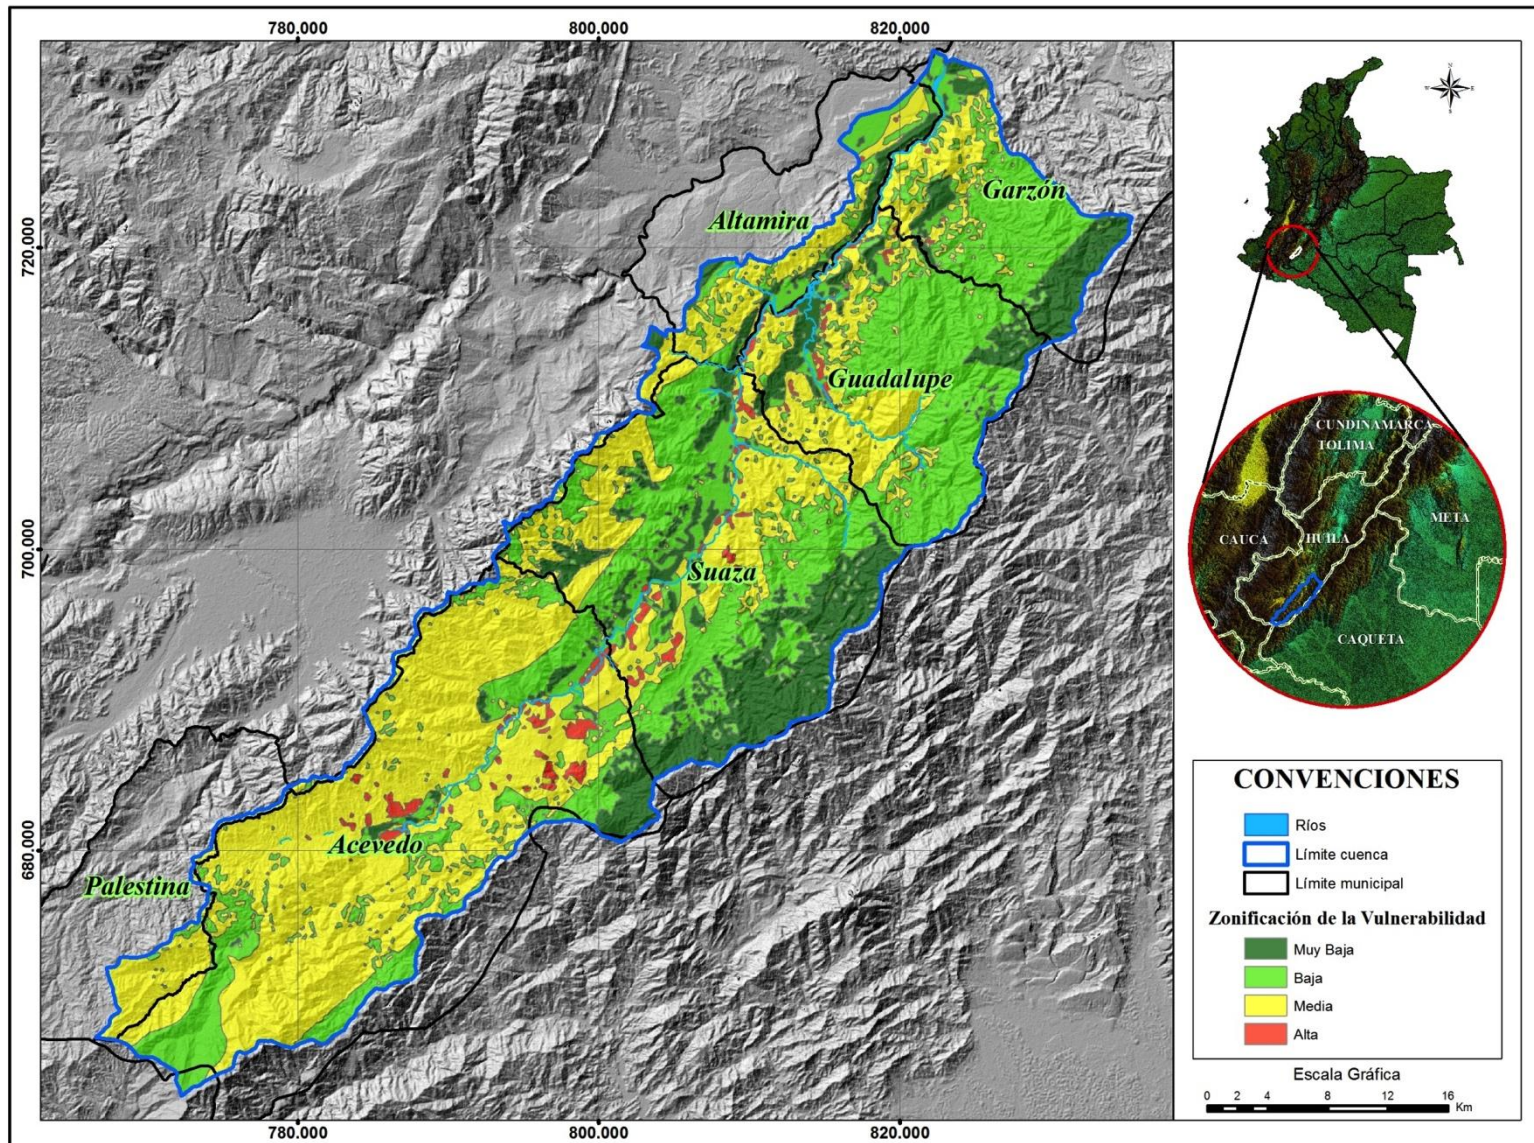 780.000
800.000
820.000
720.000
700.000
680.000
Garzón
Altamira
Guadalupe
Suaza
Acevedo
Palestina
780.000
800.000
820.000
N
W
E
S
CUNDINAMARCA
TOLIMA
META
CAUCA
HUILA
CAQUETA
CONVENCIONES
Ríos
Límite cuenca
Límite municipal
Zonificación de la Vulnerabilidad
Muy Baja
Baja
Media
Alta
Escala Gráfica
0 2 4 8 12 16
Km